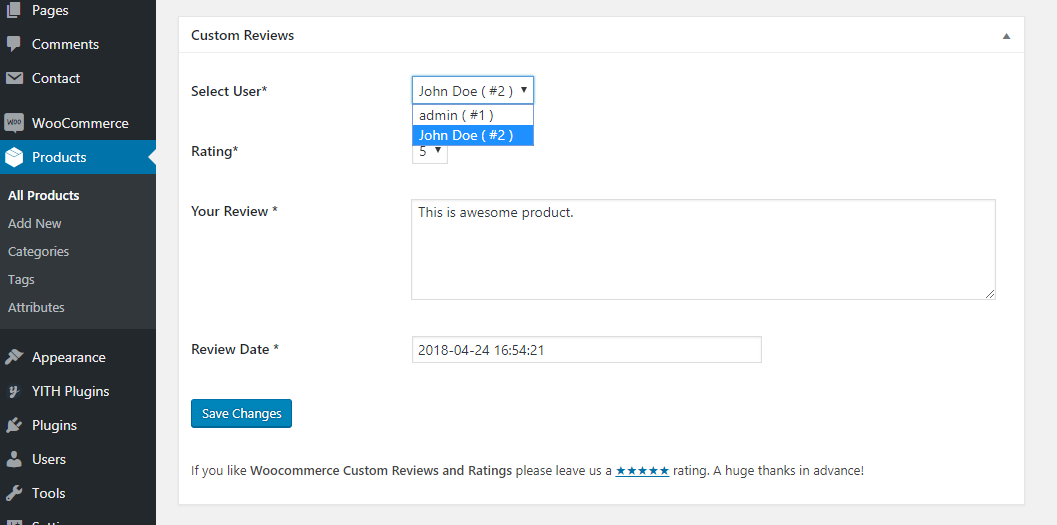 Pages
Comments
Contact
WOO WooCommerce
Products
All Products
Add New
Categories
Tags
Attributes
Appearance
YITH Plugins
Plugins
Users
Tools
Custom Reviews
Select User*
John Doe ( #2 )
admin ( #1 )
John Doe ( #2 )
Rating*
5
Your Review *
This is awesome product.
Review Date *
2018-04-24 16:54:21
Save Changes
If you like Woocommerce Custom Reviews and Ratings please leave us a ★★★★★ rating. A huge thanks in advance!